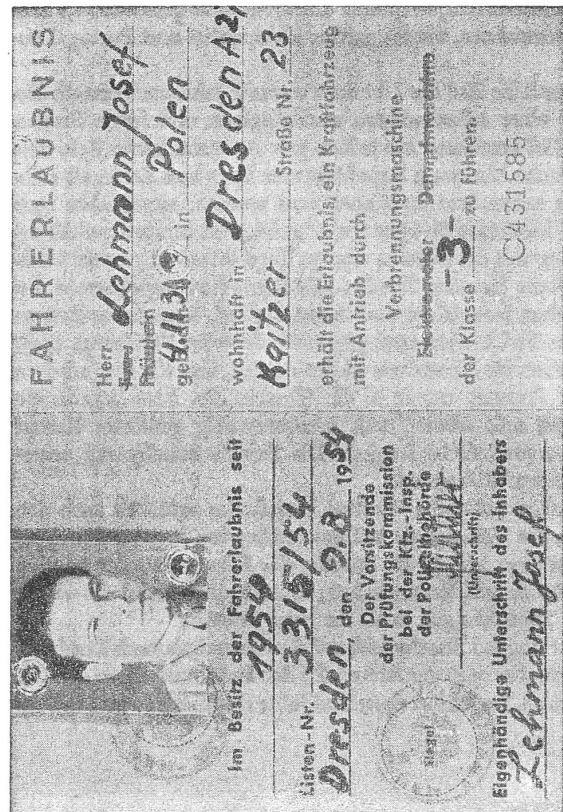 FAHRERLAUBNIS
Herr
Frau
Fräulein
Lehmann Josef
geb. 4.11.31 in Polen
wohnhaft in Dresden A 27
Kaitzer Straße Nr. 23
erhält die Erlaubnis, ein Kraftfahrzeug
mit Antrieb durch
Verbrennungsmaschine
Elektromotor Dampfmaschine
der Klasse -3- zu führen.
C431585
Im Besitz der Fahrerlaubnis seit
1954
Listen-Nr. 3315/54
Dresden, den 9.8. 1954
Der Vorsitzende
der Prüfungskommission
bei der Kfz.-Insp.
der Polizeibehörde
(Unterschrift)
Siegel
Eigenhändige Unterschrift des Inhabers
Lehmann Josef